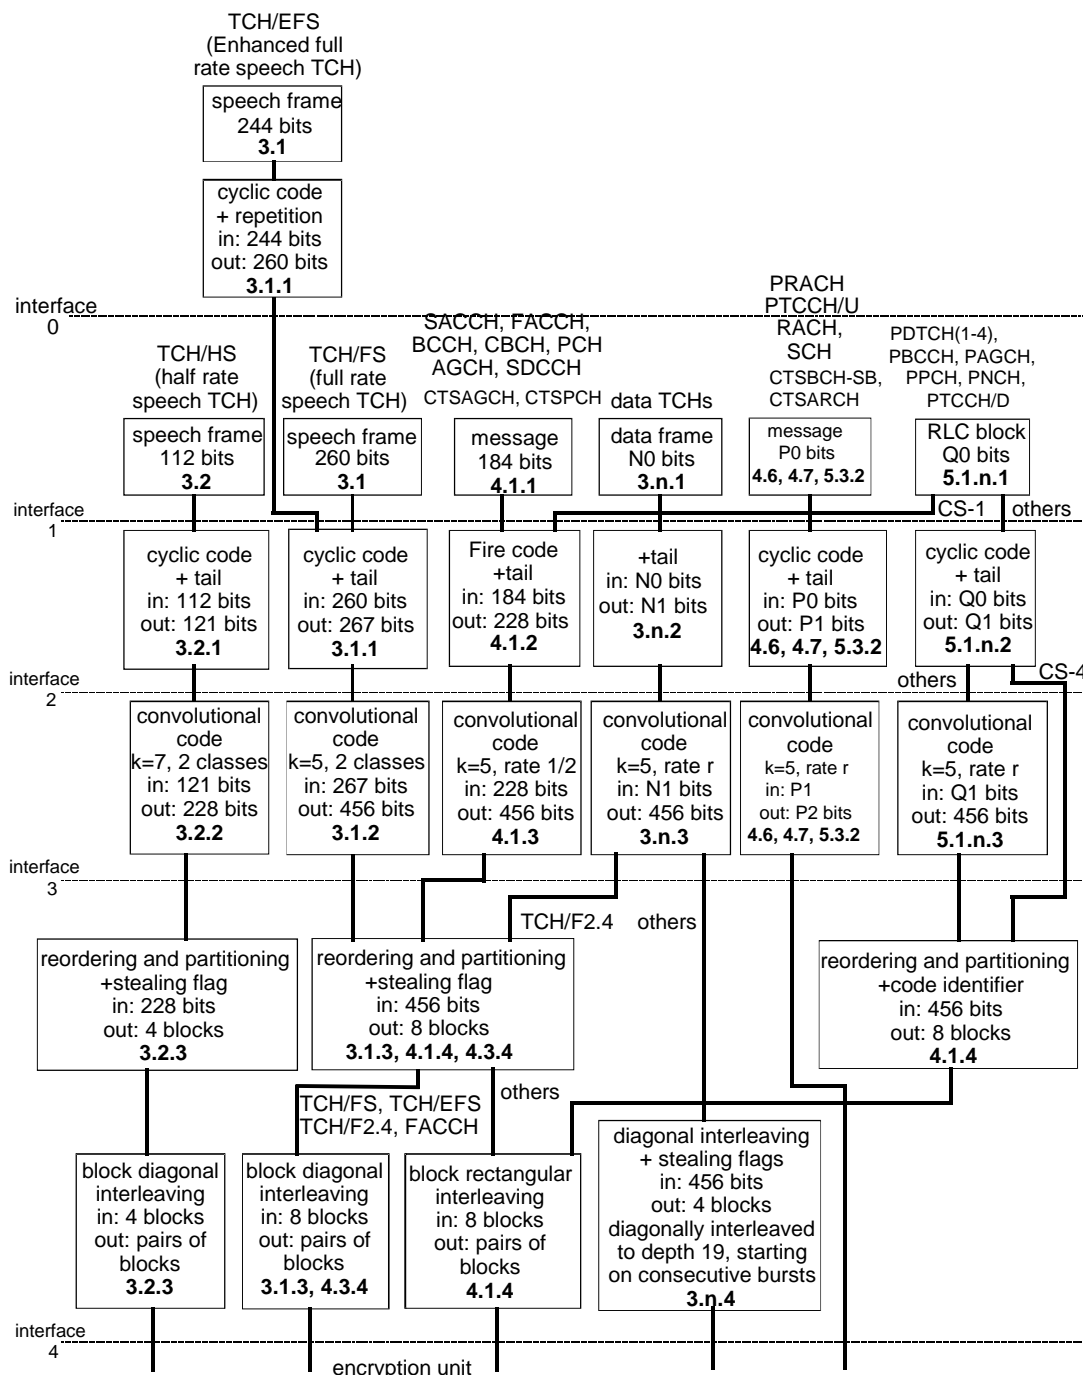 TCH/EFS
(Enhanced full
rate speech TCH)
speech frame
244 bits
3.1
cyclic code
+ repetition
in: 244 bits
out: 260 bits
3.1.1
interface
0
TCH/HS
(half rate
speech TCH)
TCH/FS
(full rate
speech TCH)
SACCH, FACCH,
BCCH, CBCH, PCH
AGCH, SDCCH
CTSAGCH, CTSPCH
data TCHs
PRACH
PTCCH/U
RACH,
SCH
CTSBCH-SB,
CTSARCH
PDTCH(1-4),
PBCCH, PAGCH,
PPCH, PNCH,
PTCCH/D
speech frame
112 bits
3.2
speech frame
260 bits
3.1
message
184 bits
4.1.1
data frame
N0 bits
3.n.1
message
P0 bits
4.6, 4.7, 5.3.2
RLC block
Q0 bits
5.1.n.1
interface
1
CS-1
others
cyclic code
+ tail
in: 112 bits
out: 121 bits
3.2.1
cyclic code
+ tail
in: 260 bits
out: 267 bits
3.1.1
Fire code
+tail
in: 184 bits
out: 228 bits
4.1.2
+tail
in: N0 bits
out: N1 bits
3.n.2
cyclic code
+ tail
in: P0 bits
out: P1 bits
4.6, 4.7, 5.3.2
cyclic code
+ tail
in: Q0 bits
out: Q1 bits
5.1.n.2
interface
2
others
CS-4
convolutional
code
k=7, 2 classes
in: 121 bits
out: 228 bits
3.2.2
convolutional
code
k=5, 2 classes
in: 267 bits
out: 456 bits
3.1.2
convolutional
code
k=5, rate 1/2
in: 228 bits
out: 456 bits
4.1.3
convolutional
code
k=5, rate r
in: N1 bits
out: 456 bits
3.n.3
convolutional
code
k=5, rate r
in: P1
out: P2 bits
4.6, 4.7, 5.3.2
convolutional
code
k=5, rate r
in: Q1 bits
out: 456 bits
5.1.n.3
interface
3
TCH/F2.4
others
reordering and partitioning
+stealing flag
in: 228 bits
out: 4 blocks
3.2.3
reordering and partitioning
+stealing flag
in: 456 bits
out: 8 blocks
3.1.3, 4.1.4, 4.3.4
reordering and partitioning
+code identifier
in: 456 bits
out: 8 blocks
4.1.4
TCH/FS, TCH/EFS
TCH/F2.4, FACCH
others
block diagonal
interleaving
in: 4 blocks
out: pairs of
blocks
3.2.3
block diagonal
interleaving
in: 8 blocks
out: pairs of
blocks
3.1.3, 4.3.4
block rectangular
interleaving
in: 8 blocks
out: pairs of
blocks
4.1.4
diagonal interleaving
+ stealing flags
in: 456 bits
out: 4 blocks
diagonally interleaved
to depth 19, starting
on consecutive bursts
3.n.4
interface
4
encryption unit